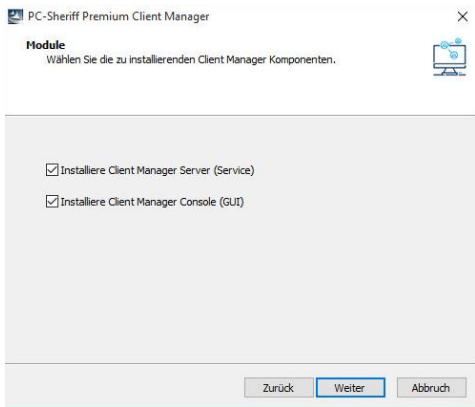 PC-Sheriff Premium Client Manager
Module
Wählen Sie die zu installierenden Client Manager Komponenten.
Installiere Client Manager Server (Service)
Installiere Client Manager Console (GUI)
Zurück Weiter Abbruch